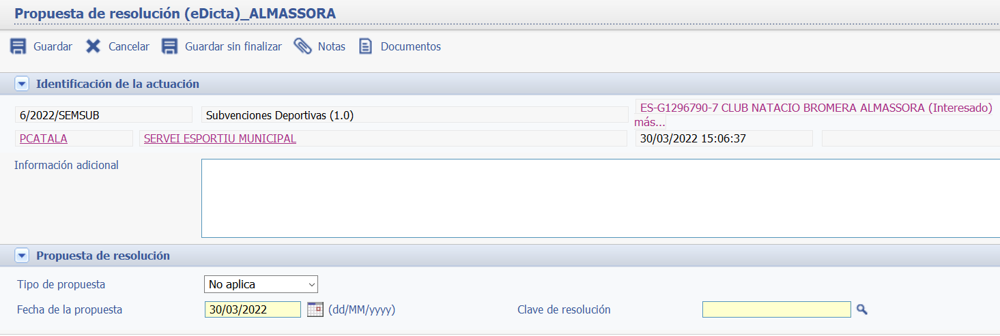 Propuesta de resolución (eDicta)_ALMASSORA
Guardar Cancelar Guardar sin finalizar Notas Documentos
Identificación de la actuación
6/2022/SEMSUB Subvenciones Deportivas (1.0) ES-G1296790-7 CLUB NATACIO BROMERA ALMASSORA (Interesado)
más...
PCATALA SERVEI ESPORTIU MUNICIPAL 30/03/2022 15:06:37
Información adicional
Propuesta de resolución
Tipo de propuesta No aplica
Fecha de la propuesta 30/03/2022 (dd/MM/yyyy) Clave de resolución